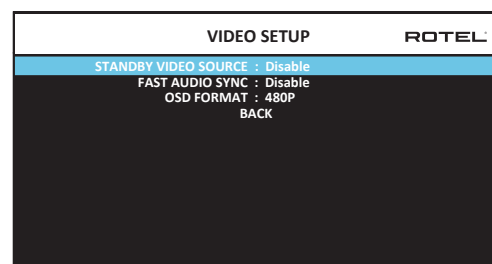 VIDEO SETUP
ROTEL
STANDBY VIDEO SOURCE : Disable
FAST AUDIO SYNC : Disable
OSD FORMAT : 480P
BACK